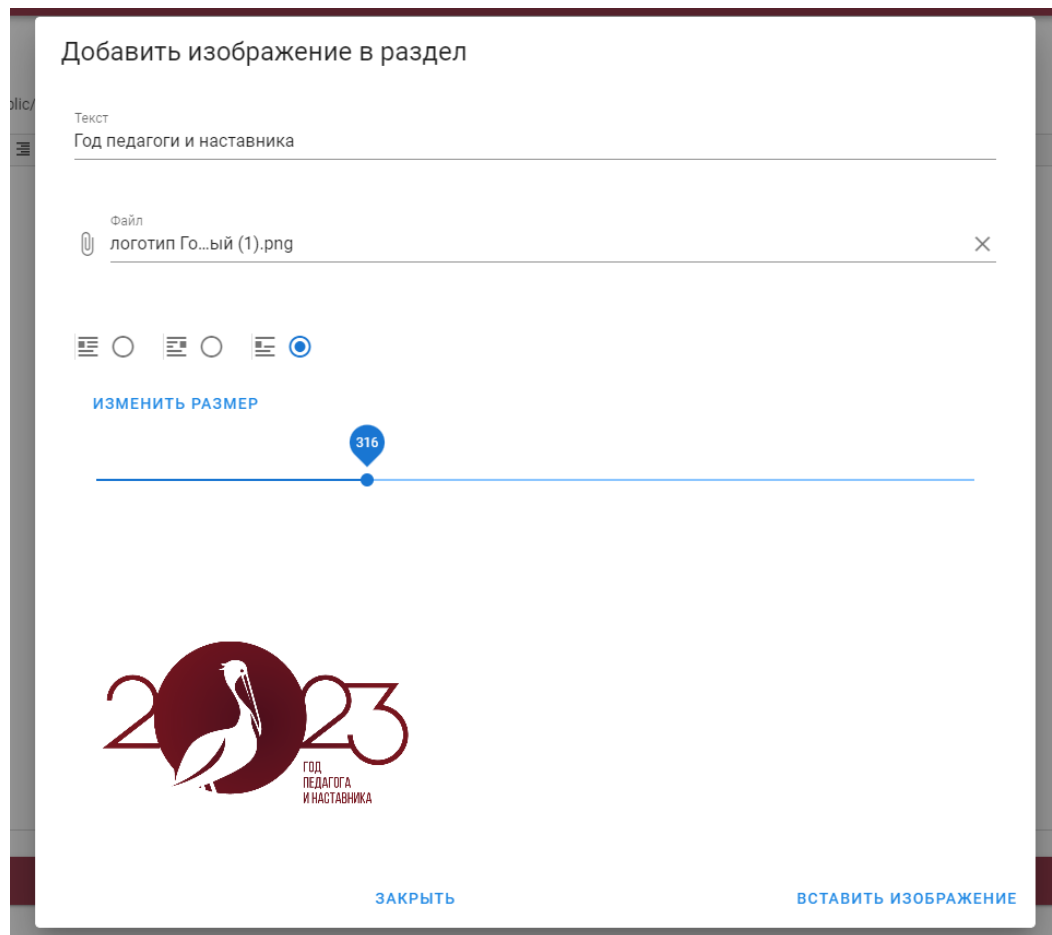 Добавить изображение в раздел
blic/
Текст
Год педагоги и наставника
Файл
логотип Го...ый (1).png
ИЗМЕНИТЬ РАЗМЕР
316
2023
ГОД
ПЕДАГОГА
И НАСТАВНИКА
ЗАКРЫТЬ
ВСТАВИТЬ ИЗОБРАЖЕНИЕ